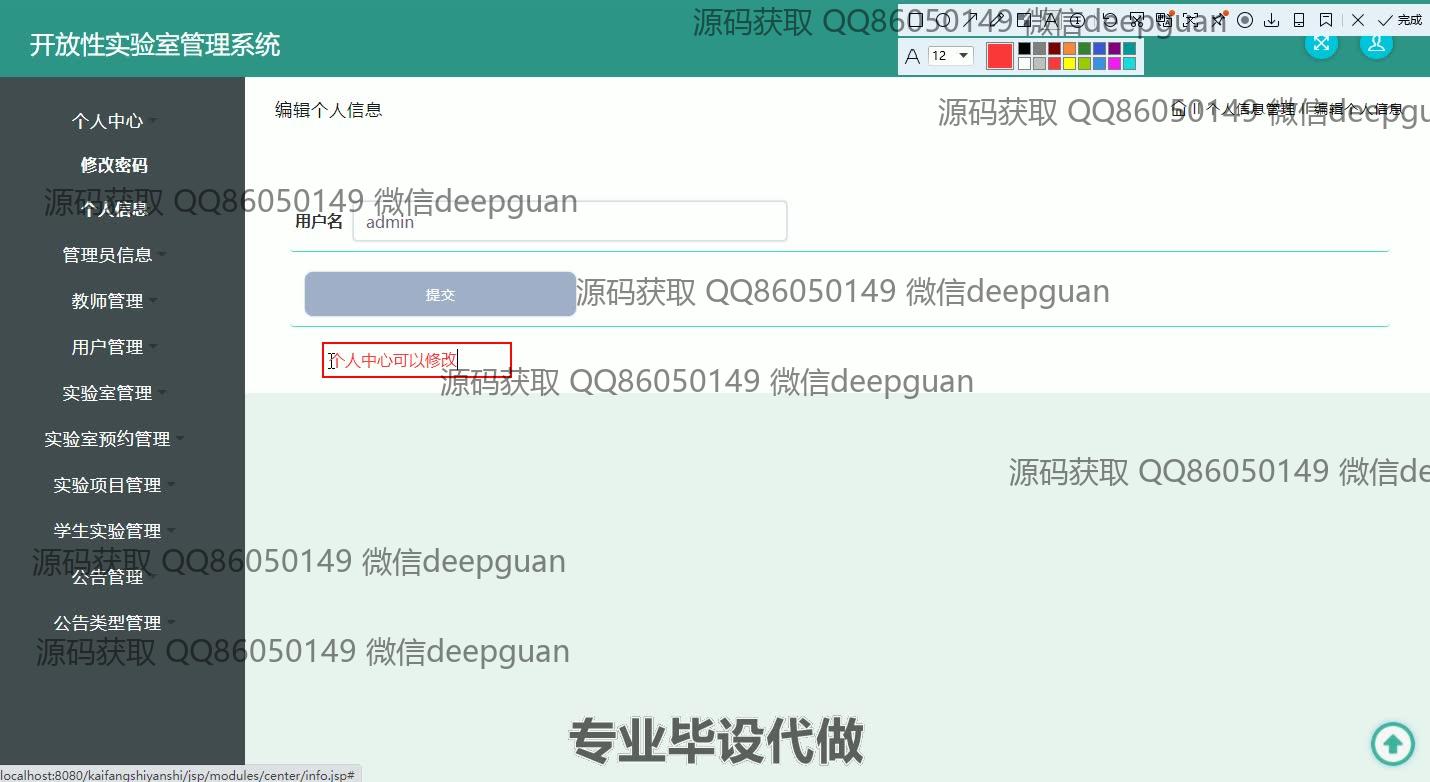 源码获取 QQ86050149 微信deepguan
完成
开放性实验室管理系统
A 12
编辑个人信息
个人信息管理 // 编辑个人信息
源码获取 QQ86050149 微信deepgu
个人中心
修改密码
源码获取 QQ86050149 微信deepguan
个人信息
用户名 admin
管理员信息
提交
源码获取 QQ86050149 微信deepguan
教师管理
用户管理
个人中心可以修改
源码获取 QQ86050149 微信deepguan
实验室管理
实验室预约管理
源码获取 QQ86050149 微信de
实验项目管理
学生实验管理
源码获取 QQ86050149 微信deepguan
公告管理
公告类型管理
源码获取 QQ86050149 微信deepguan
专业毕设代做
localhost:8080/kaifangshiyanshi/jsp/modules/center/info.jsp#